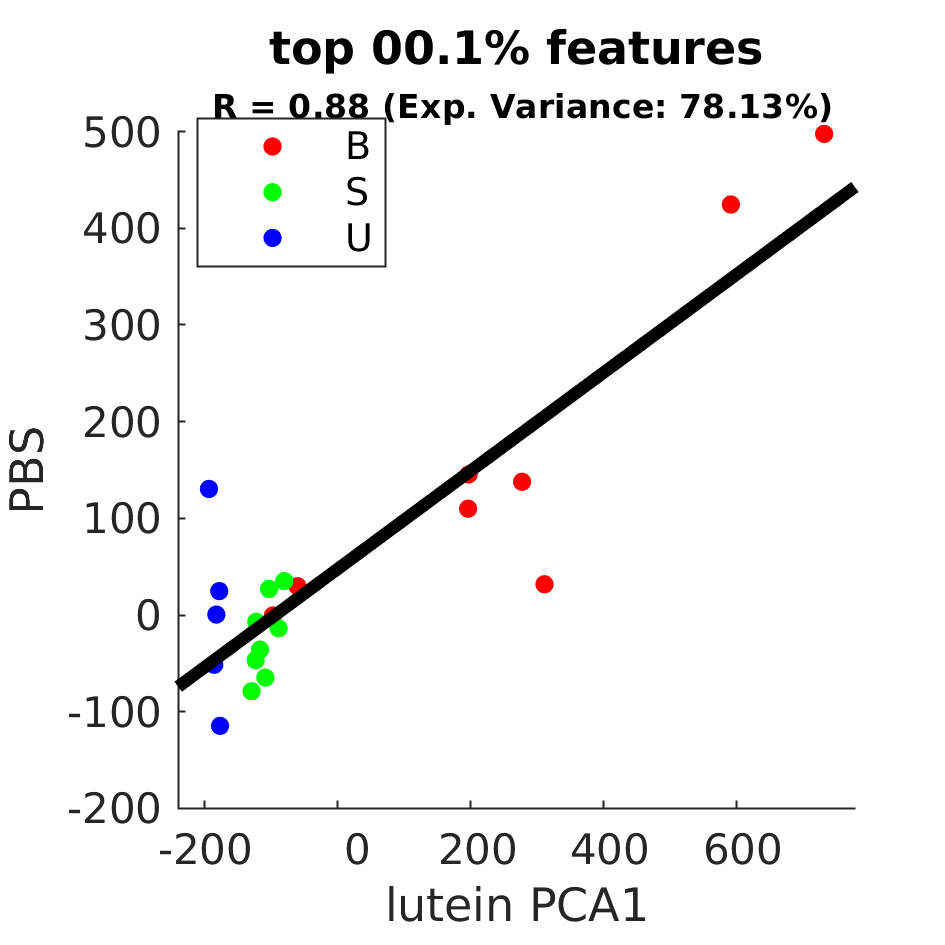 top 00.1% features
R = 0.88 (Exp. Variance: 78.13%)
B
S
U
500
400
300
200
100
0
-100
-200
PBS
-200 0 200 400 600
lutein PCA1